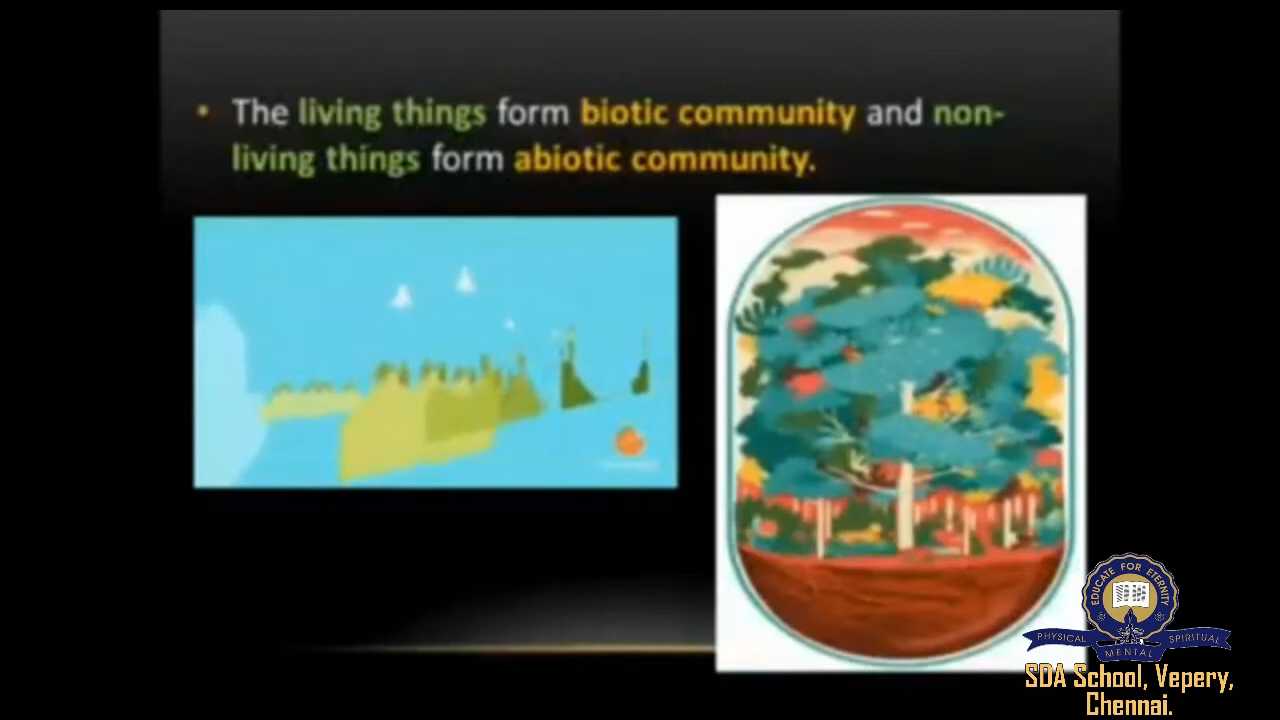 • The living things form biotic community and non-
living things form abiotic community.
EDUCATE FOR ETERNITY
PHYSICAL
MENTAL
SPIRITUAL
SDA School, Vepery,
Chennai.